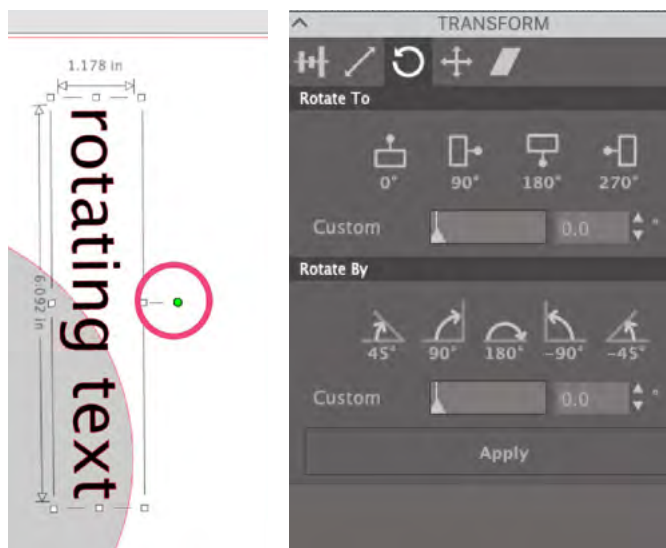 1.178 in
rotating text
6.092 in
TRANSFORM
Rotate To
0° 90° 180° 270°
Custom 0.0 °
Rotate By
45° 90° 180° -90° -45°
Custom 0.0 °
Apply